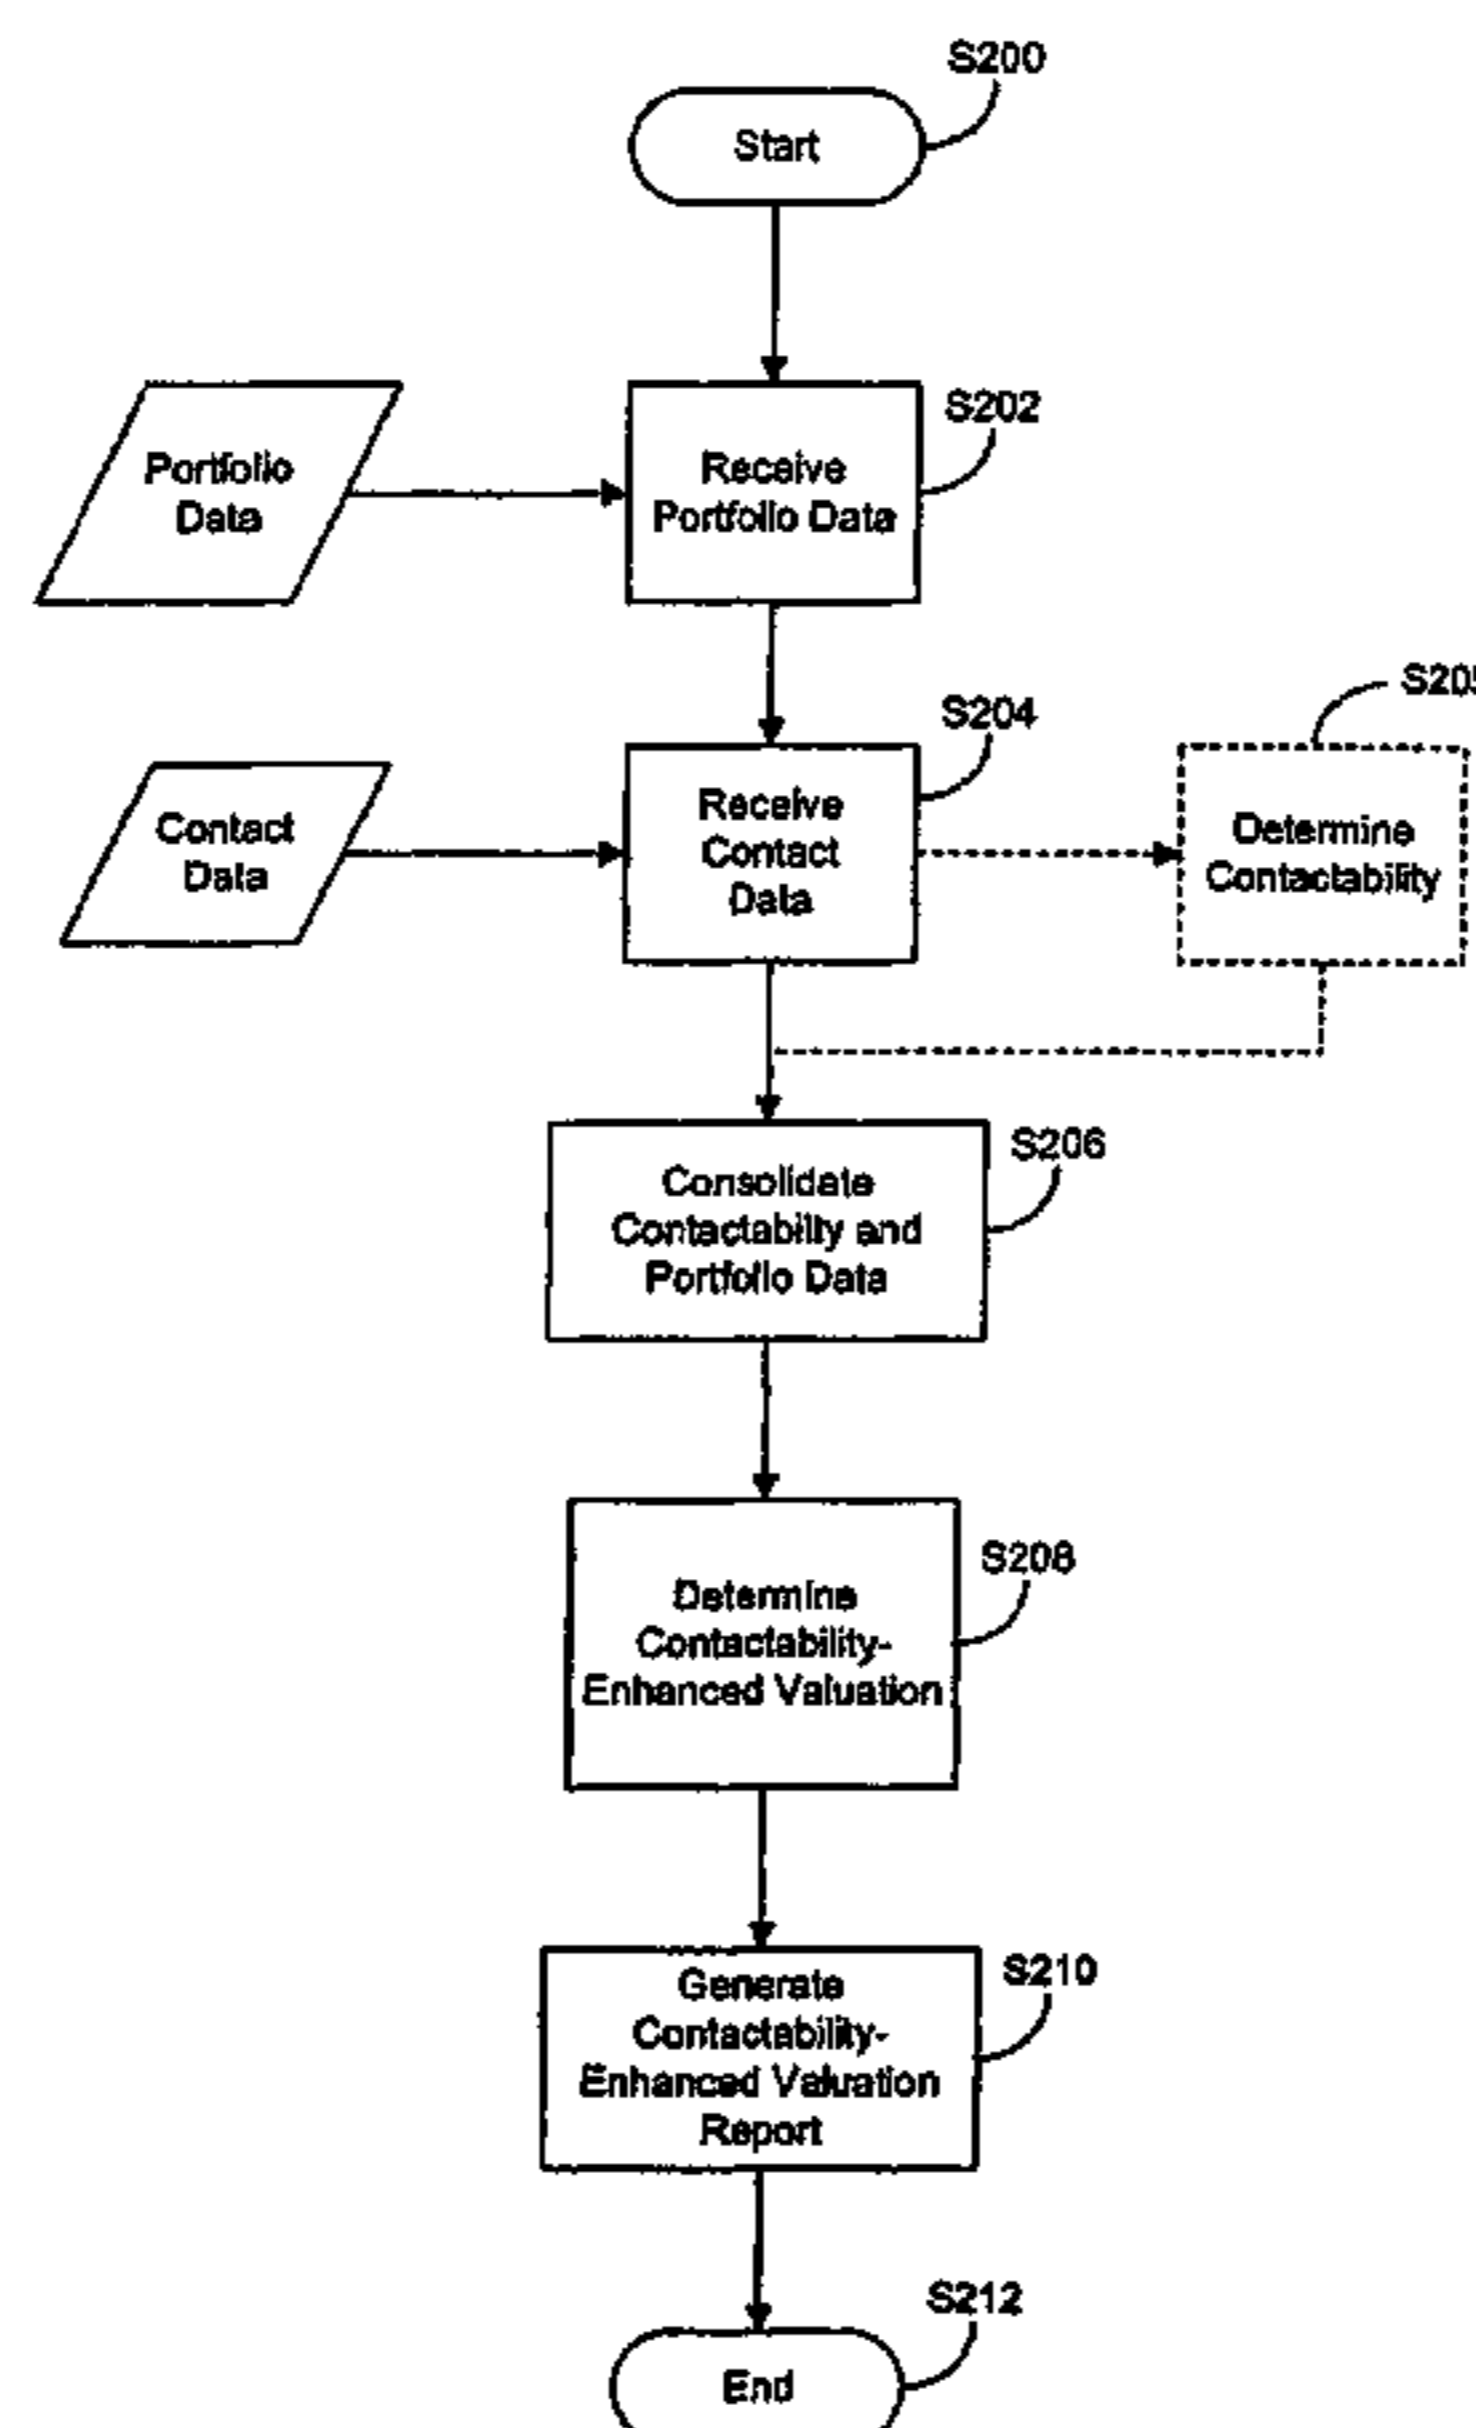 S200
Start
S202
Portfolio
Data
Receive
Portfolio Data
S204
Contact
Data
Receive
Contact
Data
Determine
Contactability
S206
Consolidate
Contactability and
Portfolio Data
S208
Determine
Contactability-
Enhanced Valuation
S210
Generate
Contactability-
Enhanced Valuation
Report
S212
End